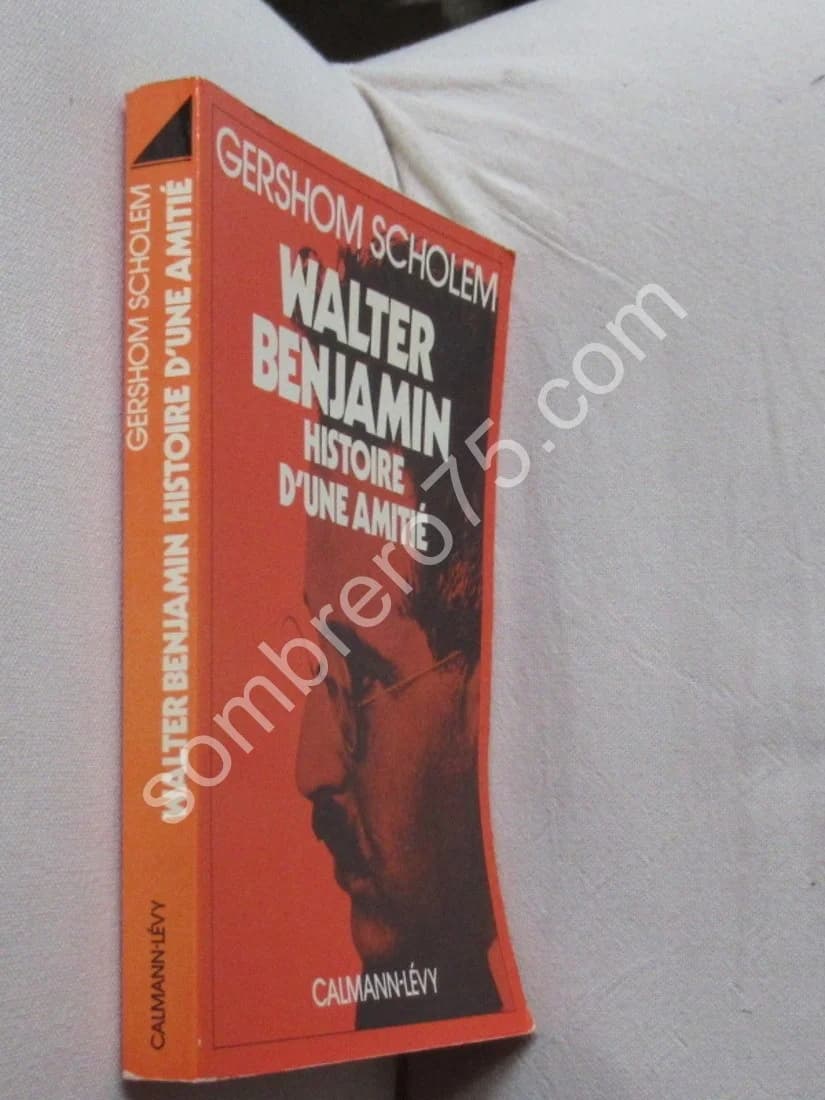 GERSHOM SCHOLEM
WALTER BENJAMIN HISTOIRE D'UNE AMITIÉ
CALMANN-LÉVY
GERSHOM SCHOLEM
WALTER
BENJAMIN
HISTOIRE
D'UNE AMITIÉ
CALMANN-LÉVY
sombrero75.com